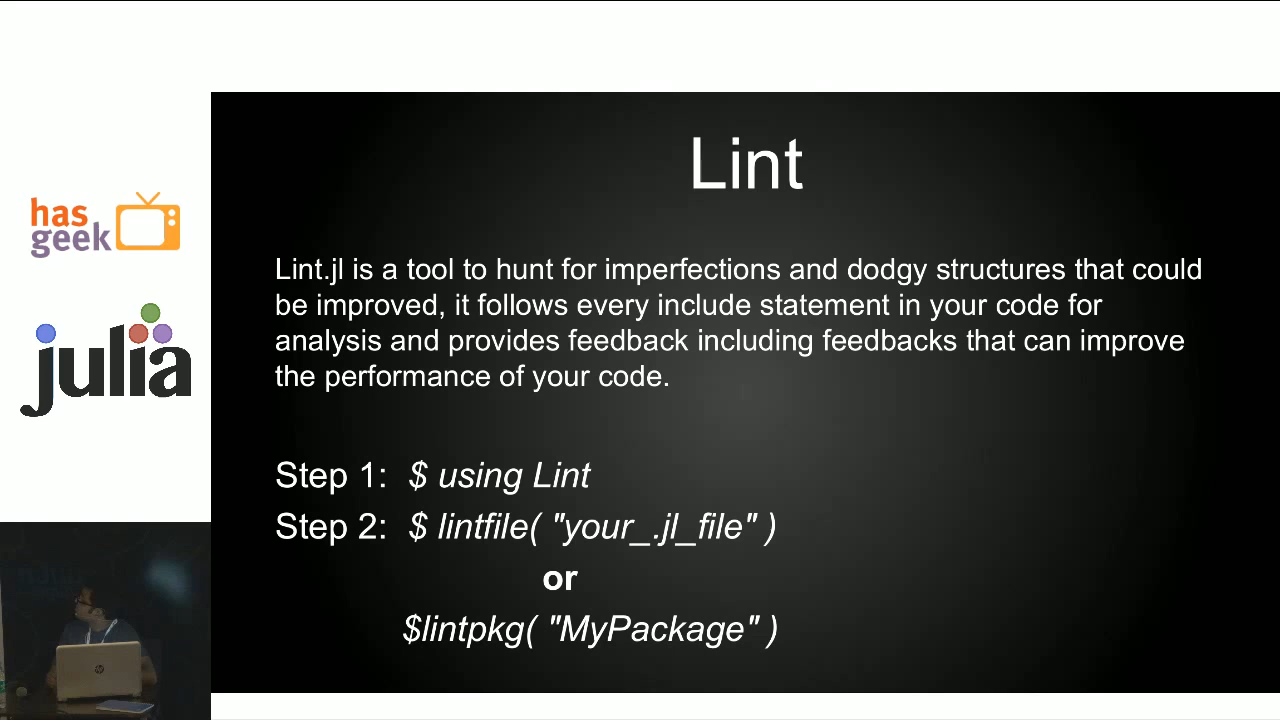 Lint
has
geek
julia
Lint.jl is a tool to hunt for imperfections and dodgy structures that could
be improved, it follows every include statement in your code for
analysis and provides feedback including feedbacks that can improve
the performance of your code.
Step 1: $ using Lint
Step 2: $ lintfile( "your_.jl_file" )
or
$lintpkg( "MyPackage" )
hp